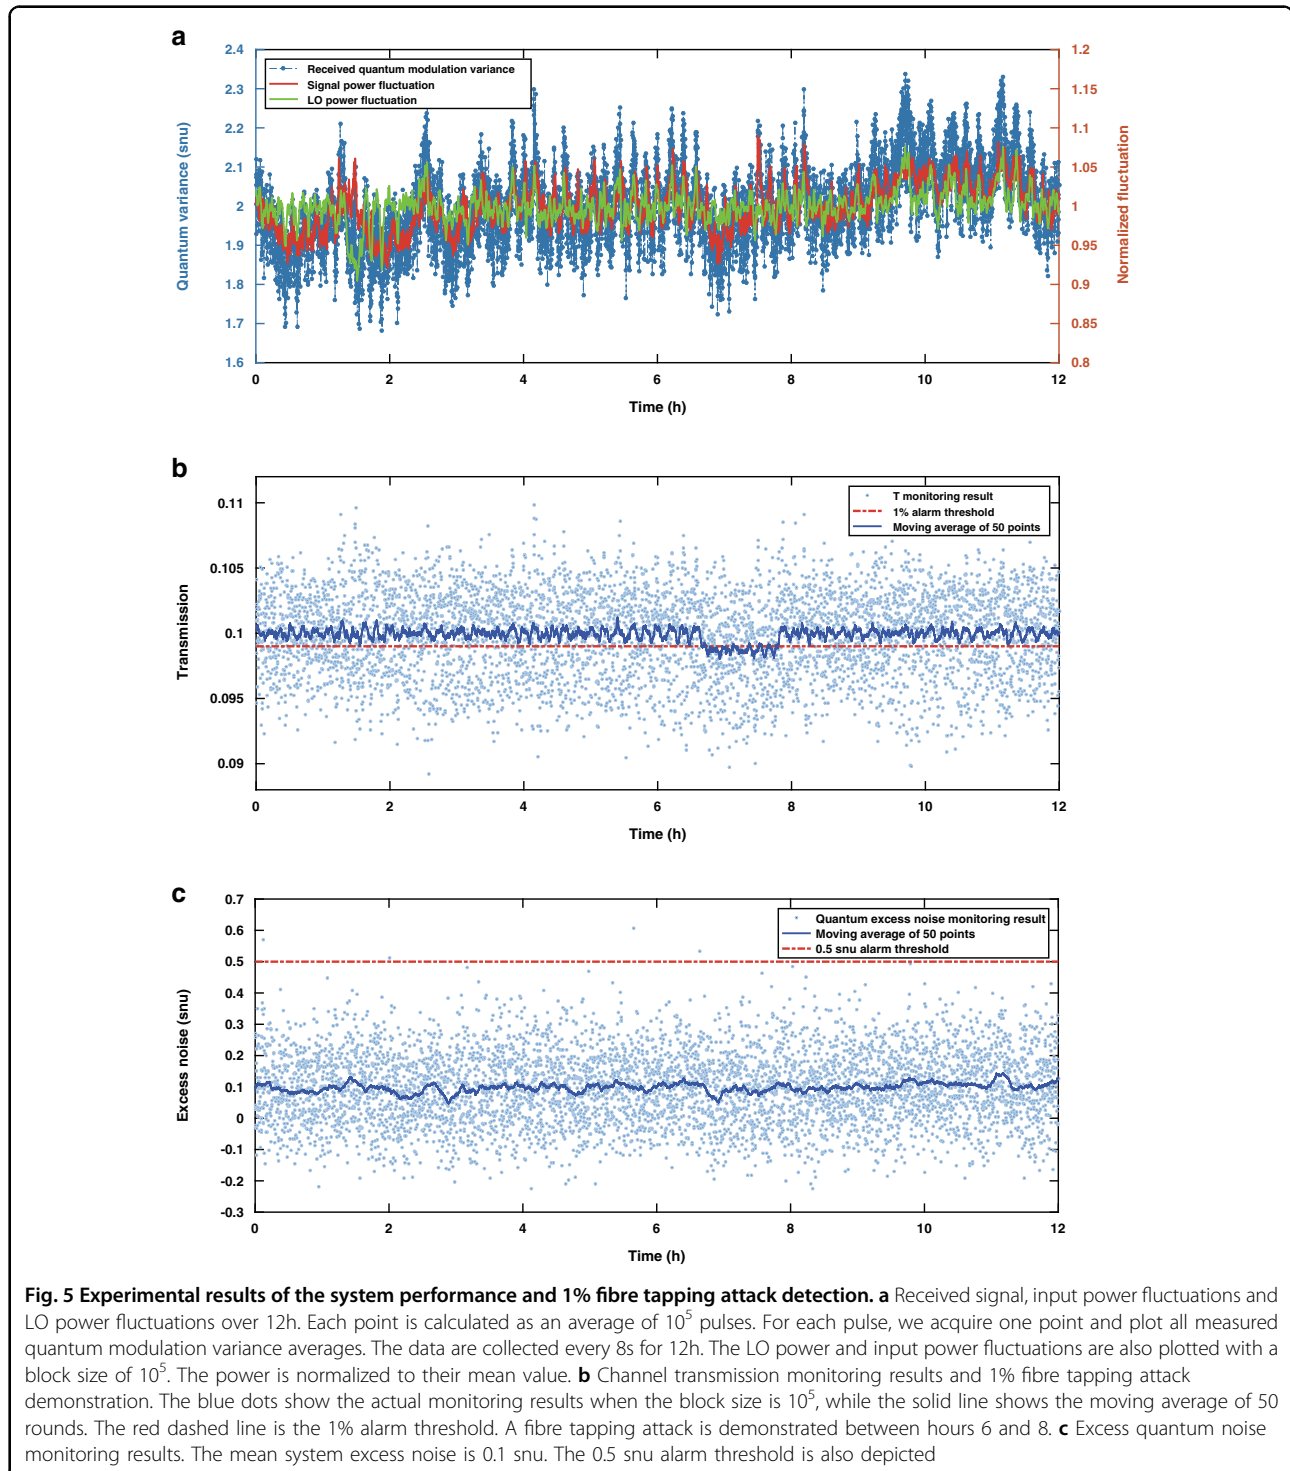 a
2.4
2.3
2.2
2.1
2
1.9
1.8
1.7
1.6
Quantum variance (snu)
Received quantum modulation variance
Signal power fluctuation
LO power fluctuation
1.2
1.15
1.1
1.05
1
0.95
0.9
0.85
0.8
Normalized fluctuation
0 2 4 6 8 10 12
Time (h)
b
0.11
0.105
0.1
0.095
0.09
Transmission
T monitoring result
1% alarm threshold
Moving average of 50 points
0 2 4 6 8 10 12
Time (h)
c
0.7
0.6
0.5
0.4
0.3
0.2
0.1
0
-0.1
-0.2
-0.3
Excess noise (snu)
Quantum excess noise monitoring result
Moving average of 50 points
0.5 snu alarm threshold
0 2 4 6 8 10 12
Time (h)
Fig. 5 Experimental results of the system performance and 1% fibre tapping attack detection. a Received signal, input power fluctuations and
LO power fluctuations over 12h. Each point is calculated as an average of 10⁵ pulses. For each pulse, we acquire one point and plot all measured
quantum modulation variance averages. The data are collected every 8s for 12h. The LO power and input power fluctuations are also plotted with a
block size of 10⁵. The power is normalized to their mean value. b Channel transmission monitoring results and 1% fibre tapping attack
demonstration. The blue dots show the actual monitoring results when the block size is 10⁵, while the solid line shows the moving average of 50
rounds. The red dashed line is the 1% alarm threshold. A fibre tapping attack is demonstrated between hours 6 and 8. c Excess quantum noise
monitoring results. The mean system excess noise is 0.1 snu. The 0.5 snu alarm threshold is also depicted